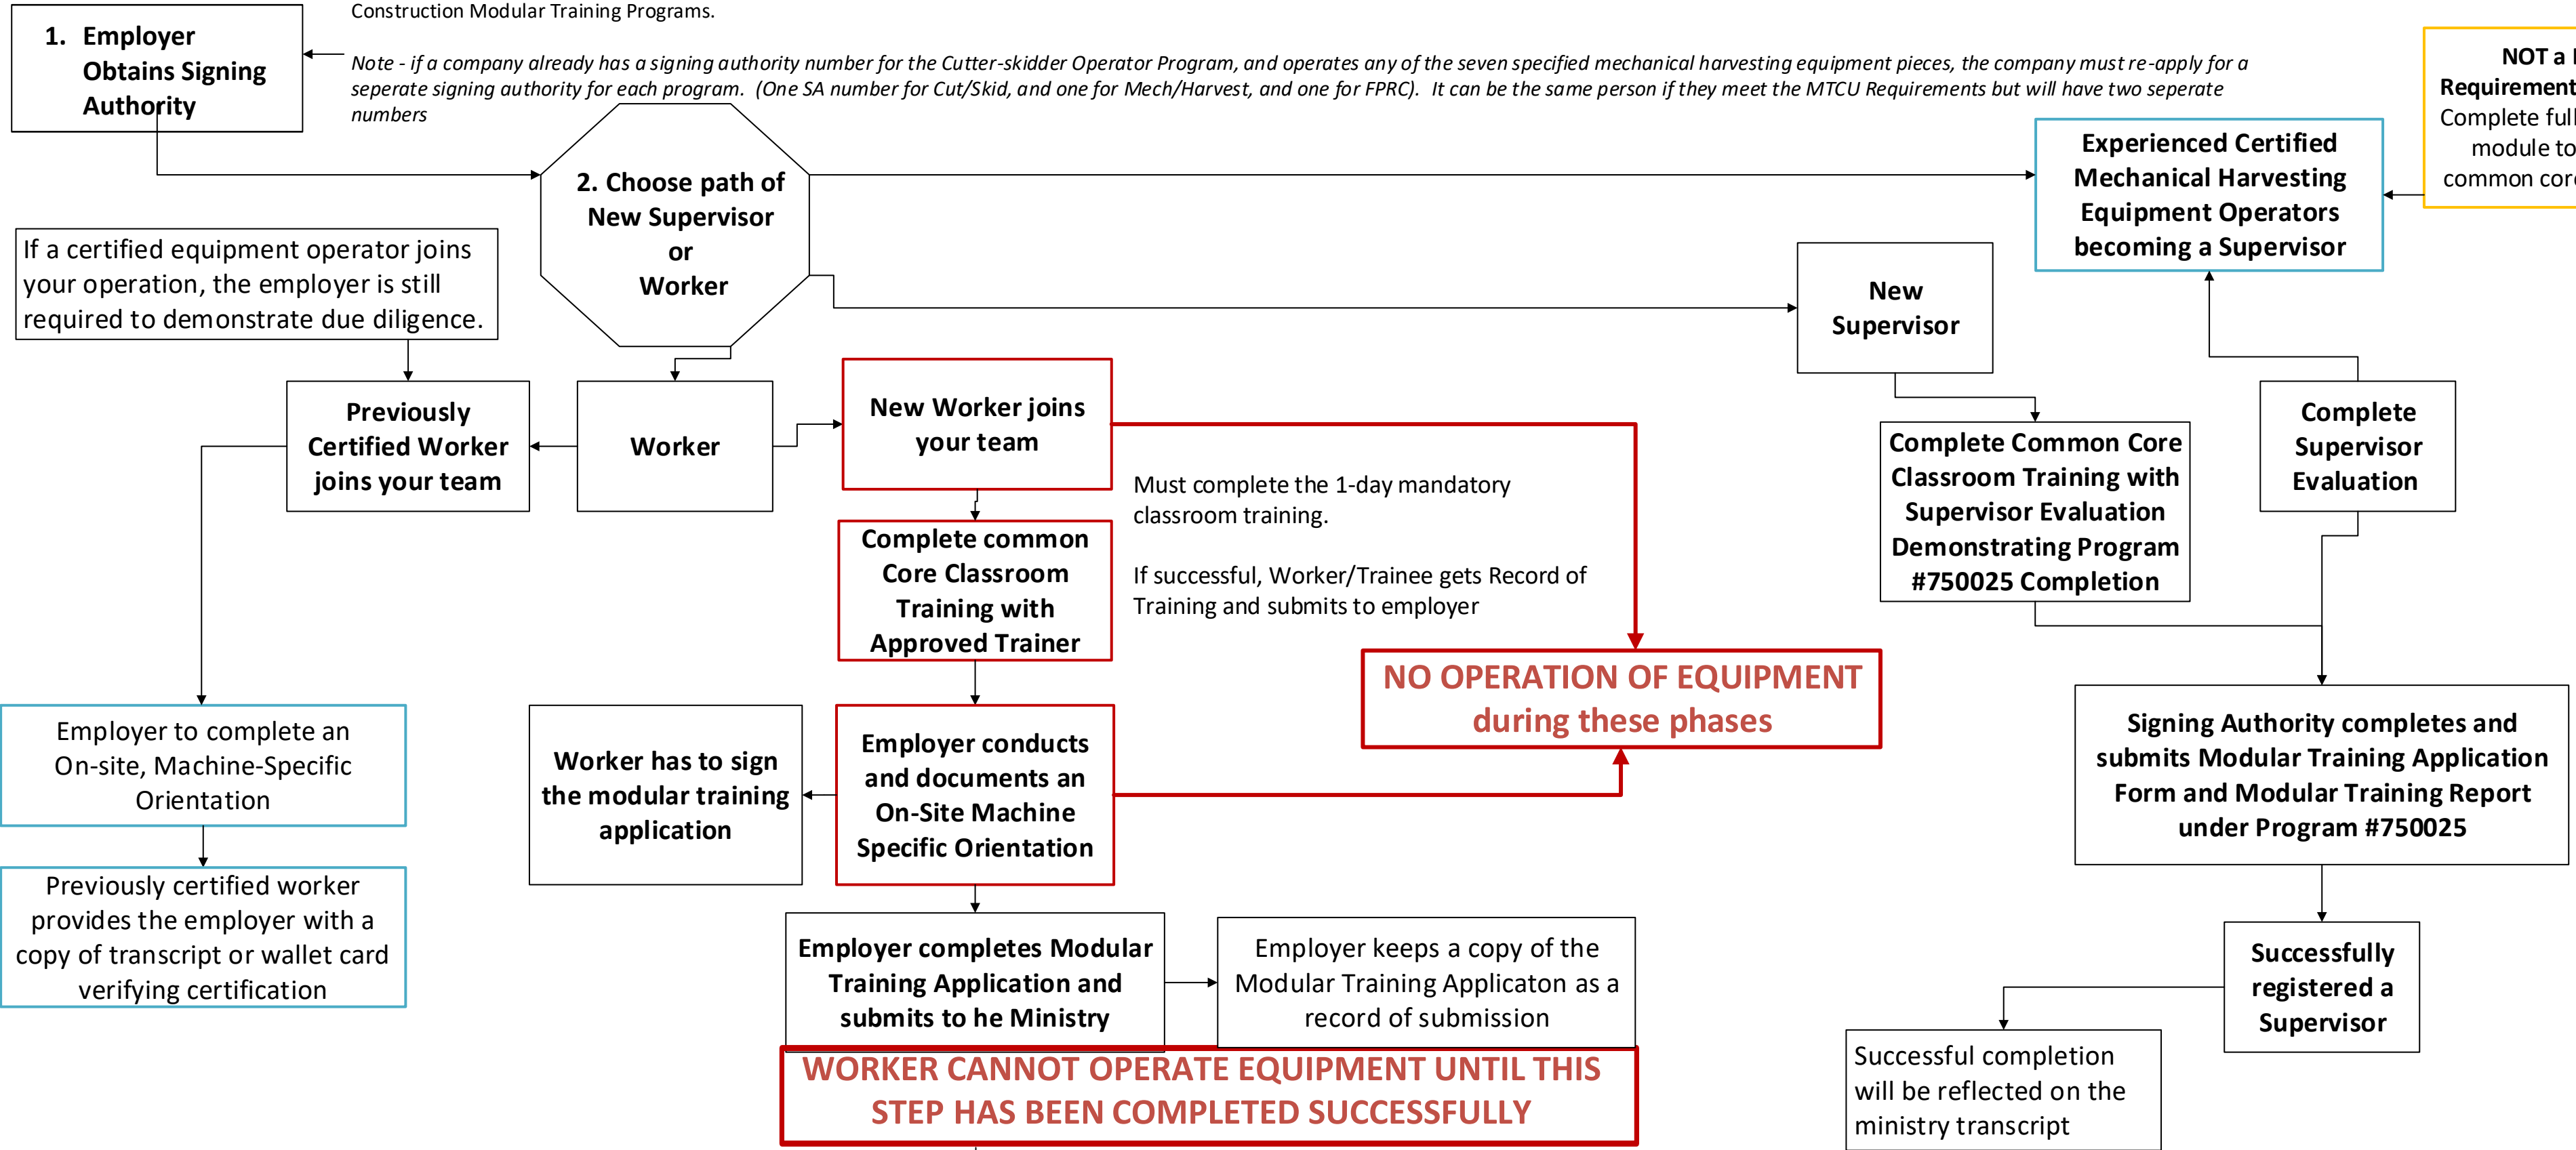 Construction Modular Training Programs.
1. Employer
Obtains Signing
Authority
Note - if a company already has a signing authority number for the Cutter-skidder Operator Program, and operates any of the seven specified mechanical harvesting equipment pieces, the company must re-apply for a
seperate signing authority for each program. (One SA number for Cut/Skid, and one for Mech/Harvest, and one for FPRC). It can be the same person if they meet the MTCU Requirements but will have two seperate
numbers
NOT a
Requirement
Complete full
module to
common core
Experienced Certified
Mechanical Harvesting
Equipment Operators
becoming a Supervisor
2. Choose path of
New Supervisor
or
Worker
If a certified equipment operator joins
your operation, the employer is still
required to demonstrate due diligence.
New
Supervisor
Previously
Certified Worker
joins your team
Worker
New Worker joins
your team
Complete
Supervisor
Evaluation
Must complete the 1-day mandatory
classroom training.
If successful, Worker/Trainee gets Record of
Training and submits to employer
Complete Common Core
Classroom Training with
Supervisor Evaluation
Demonstrating Program
#750025 Completion
Complete common
Core Classroom
Training with
Approved Trainer
NO OPERATION OF EQUIPMENT
during these phases
Employer to complete an
On-site, Machine-Specific
Orientation
Worker has to sign
the modular training
application
Employer conducts
and documents an
On-Site Machine
Specific Orientation
Signing Authority completes and
submits Modular Training Application
Form and Modular Training Report
under Program #750025
Previously certified worker
provides the employer with a
copy of transcript or wallet card
verifying certification
Employer completes Modular
Training Application and
submits to he Ministry
Employer keeps a copy of the
Modular Training Applicaton as a
record of submission
Successfully
registered a
Supervisor
WORKER CANNOT OPERATE EQUIPMENT UNTIL THIS
STEP HAS BEEN COMPLETED SUCCESSFULLY
Successful completion
will be reflected on the
ministry transcript